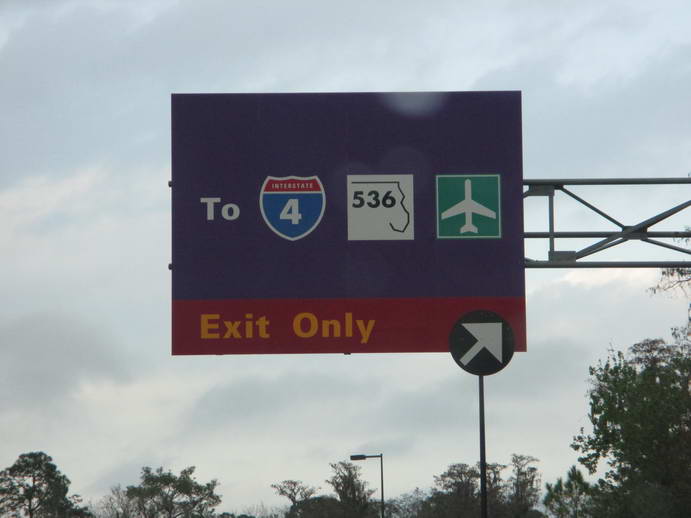 INTERSTATE
To 4 536
Exit Only